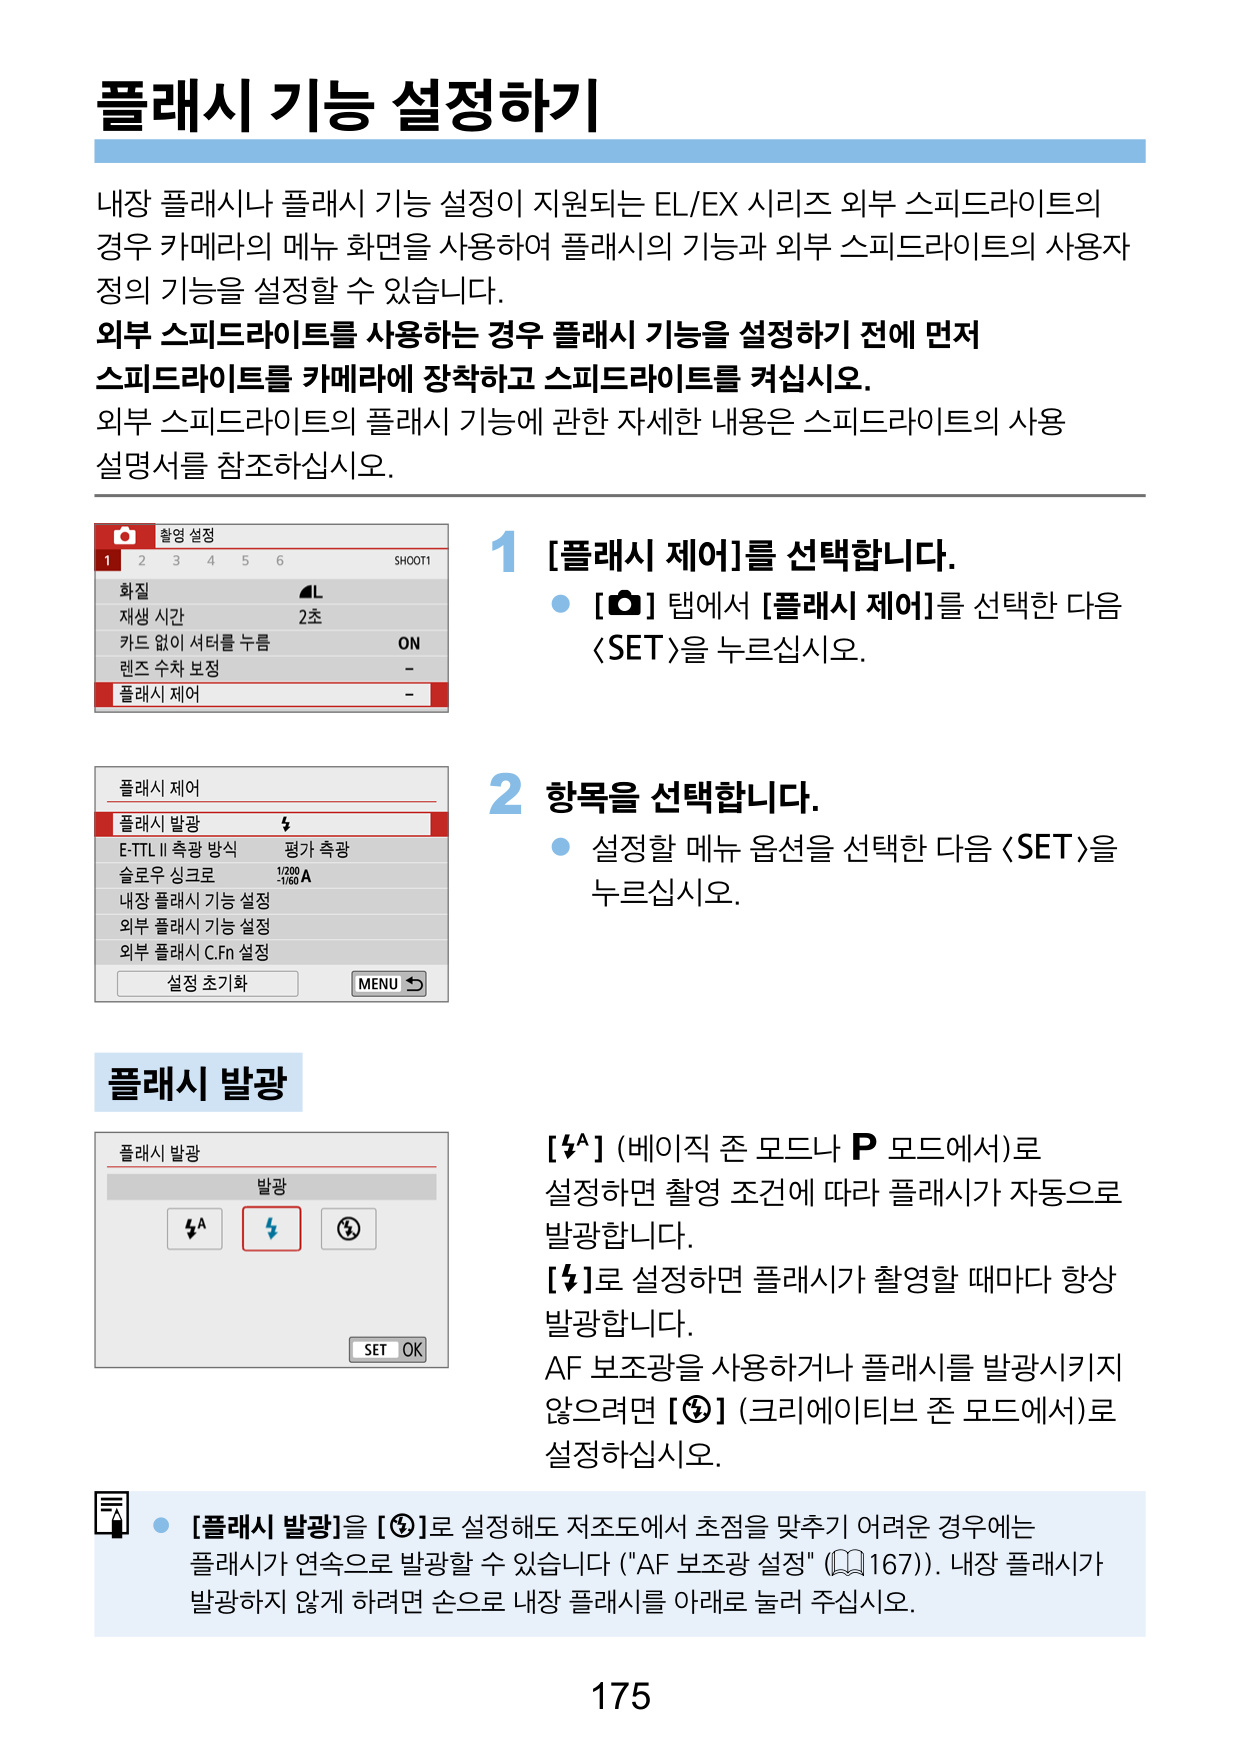 플래시 기능 설정하기
내장 플래시나 플래시 기능 설정이 지원되는 EL/EX 시리즈 외부 스피드라이트의
경우 카메라의 메뉴 화면을 사용하여 플래시의 기능과 외부 스피드라이트의 사용자
정의 기능을 설정할 수 있습니다.
외부 스피드라이트를 사용하는 경우 플래시 기능을 설정하기 전에 먼저
스피드라이트를 카메라에 장착하고 스피드라이트를 켜십시오.
외부 스피드라이트의 플래시 기능에 관한 자세한 내용은 스피드라이트의 사용
설명서를 참조하십시오.
촬영 설정
1 2 3 4 5 6 SHOOT1
화질 L
재생 시간 2초
카드 없이 셔터를 누름 ON
렌즈 수차 보정 –
플래시 제어 –
1 [플래시 제어]를 선택합니다.
● [📷] 탭에서 [플래시 제어]를 선택한 다음
〈SET〉을 누르십시오.
플래시 제어
플래시 발광 ⚡
E-TTL II 측광 방식 평가 측광
슬로우 싱크로 1/200-1/60 A
내장 플래시 기능 설정
외부 플래시 기능 설정
외부 플래시 C.Fn 설정
설정 초기화 MENU ↩
2 항목을 선택합니다.
● 설정할 메뉴 옵션을 선택한 다음 〈SET〉을
누르십시오.
플래시 발광
플래시 발광
발광
⚡A ⚡
SET OK
[⚡A] (베이직 존 모드나 P 모드에서)로
설정하면 촬영 조건에 따라 플래시가 자동으로
발광합니다.
[⚡]로 설정하면 플래시가 촬영할 때마다 항상
발광합니다.
AF 보조광을 사용하거나 플래시를 발광시키지
않으려면 [ ] (크리에이티브 존 모드에서)로
설정하십시오.
● [플래시 발광]을 [ ]로 설정해도 저조도에서 초점을 맞추기 어려운 경우에는
플래시가 연속으로 발광할 수 있습니다 ("AF 보조광 설정" (📖167)). 내장 플래시가
발광하지 않게 하려면 손으로 내장 플래시를 아래로 눌러 주십시오.
175